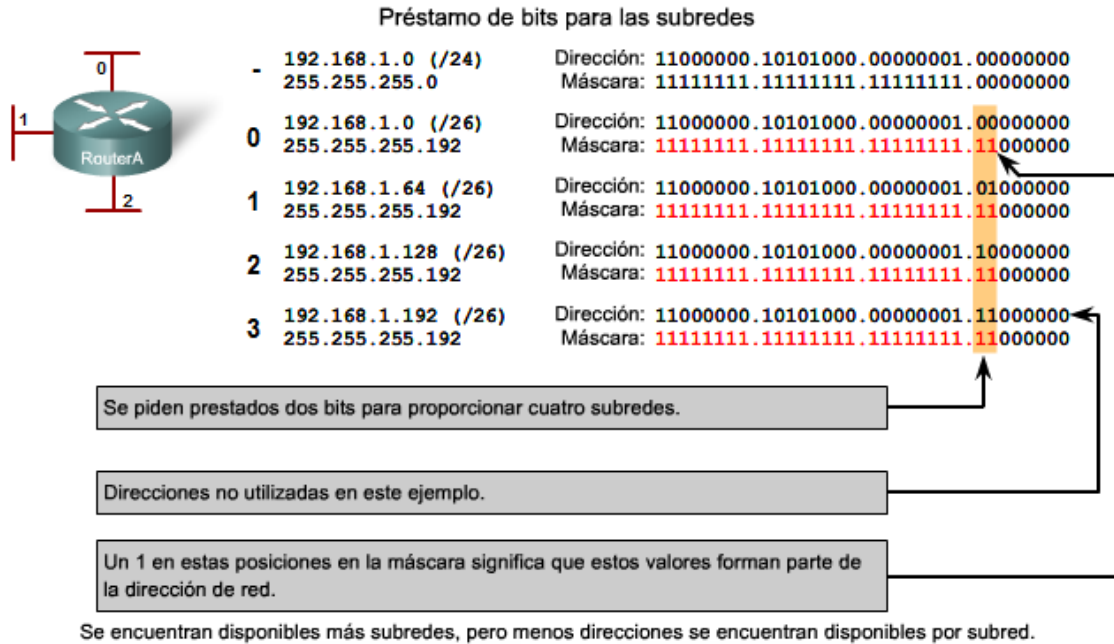 Préstamo de bits para las subredes
0
1
RouterA
2
- 192.168.1.0 (/24) Dirección: 11000000.10101000.00000001.00000000
255.255.255.0 Máscara: 11111111.11111111.11111111.00000000
0 192.168.1.0 (/26) Dirección: 11000000.10101000.00000001.00000000
255.255.255.192 Máscara: 11111111.11111111.11111111.11000000
1 192.168.1.64 (/26) Dirección: 11000000.10101000.00000001.01000000
255.255.255.192 Máscara: 11111111.11111111.11111111.11000000
2 192.168.1.128 (/26) Dirección: 11000000.10101000.00000001.10000000
255.255.255.192 Máscara: 11111111.11111111.11111111.11000000
3 192.168.1.192 (/26) Dirección: 11000000.10101000.00000001.11000000
255.255.255.192 Máscara: 11111111.11111111.11111111.11000000
Se piden prestados dos bits para proporcionar cuatro subredes.
Direcciones no utilizadas en este ejemplo.
Un 1 en estas posiciones en la máscara significa que estos valores forman parte de
la dirección de red.
Se encuentran disponibles más subredes, pero menos direcciones se encuentran disponibles por subred.